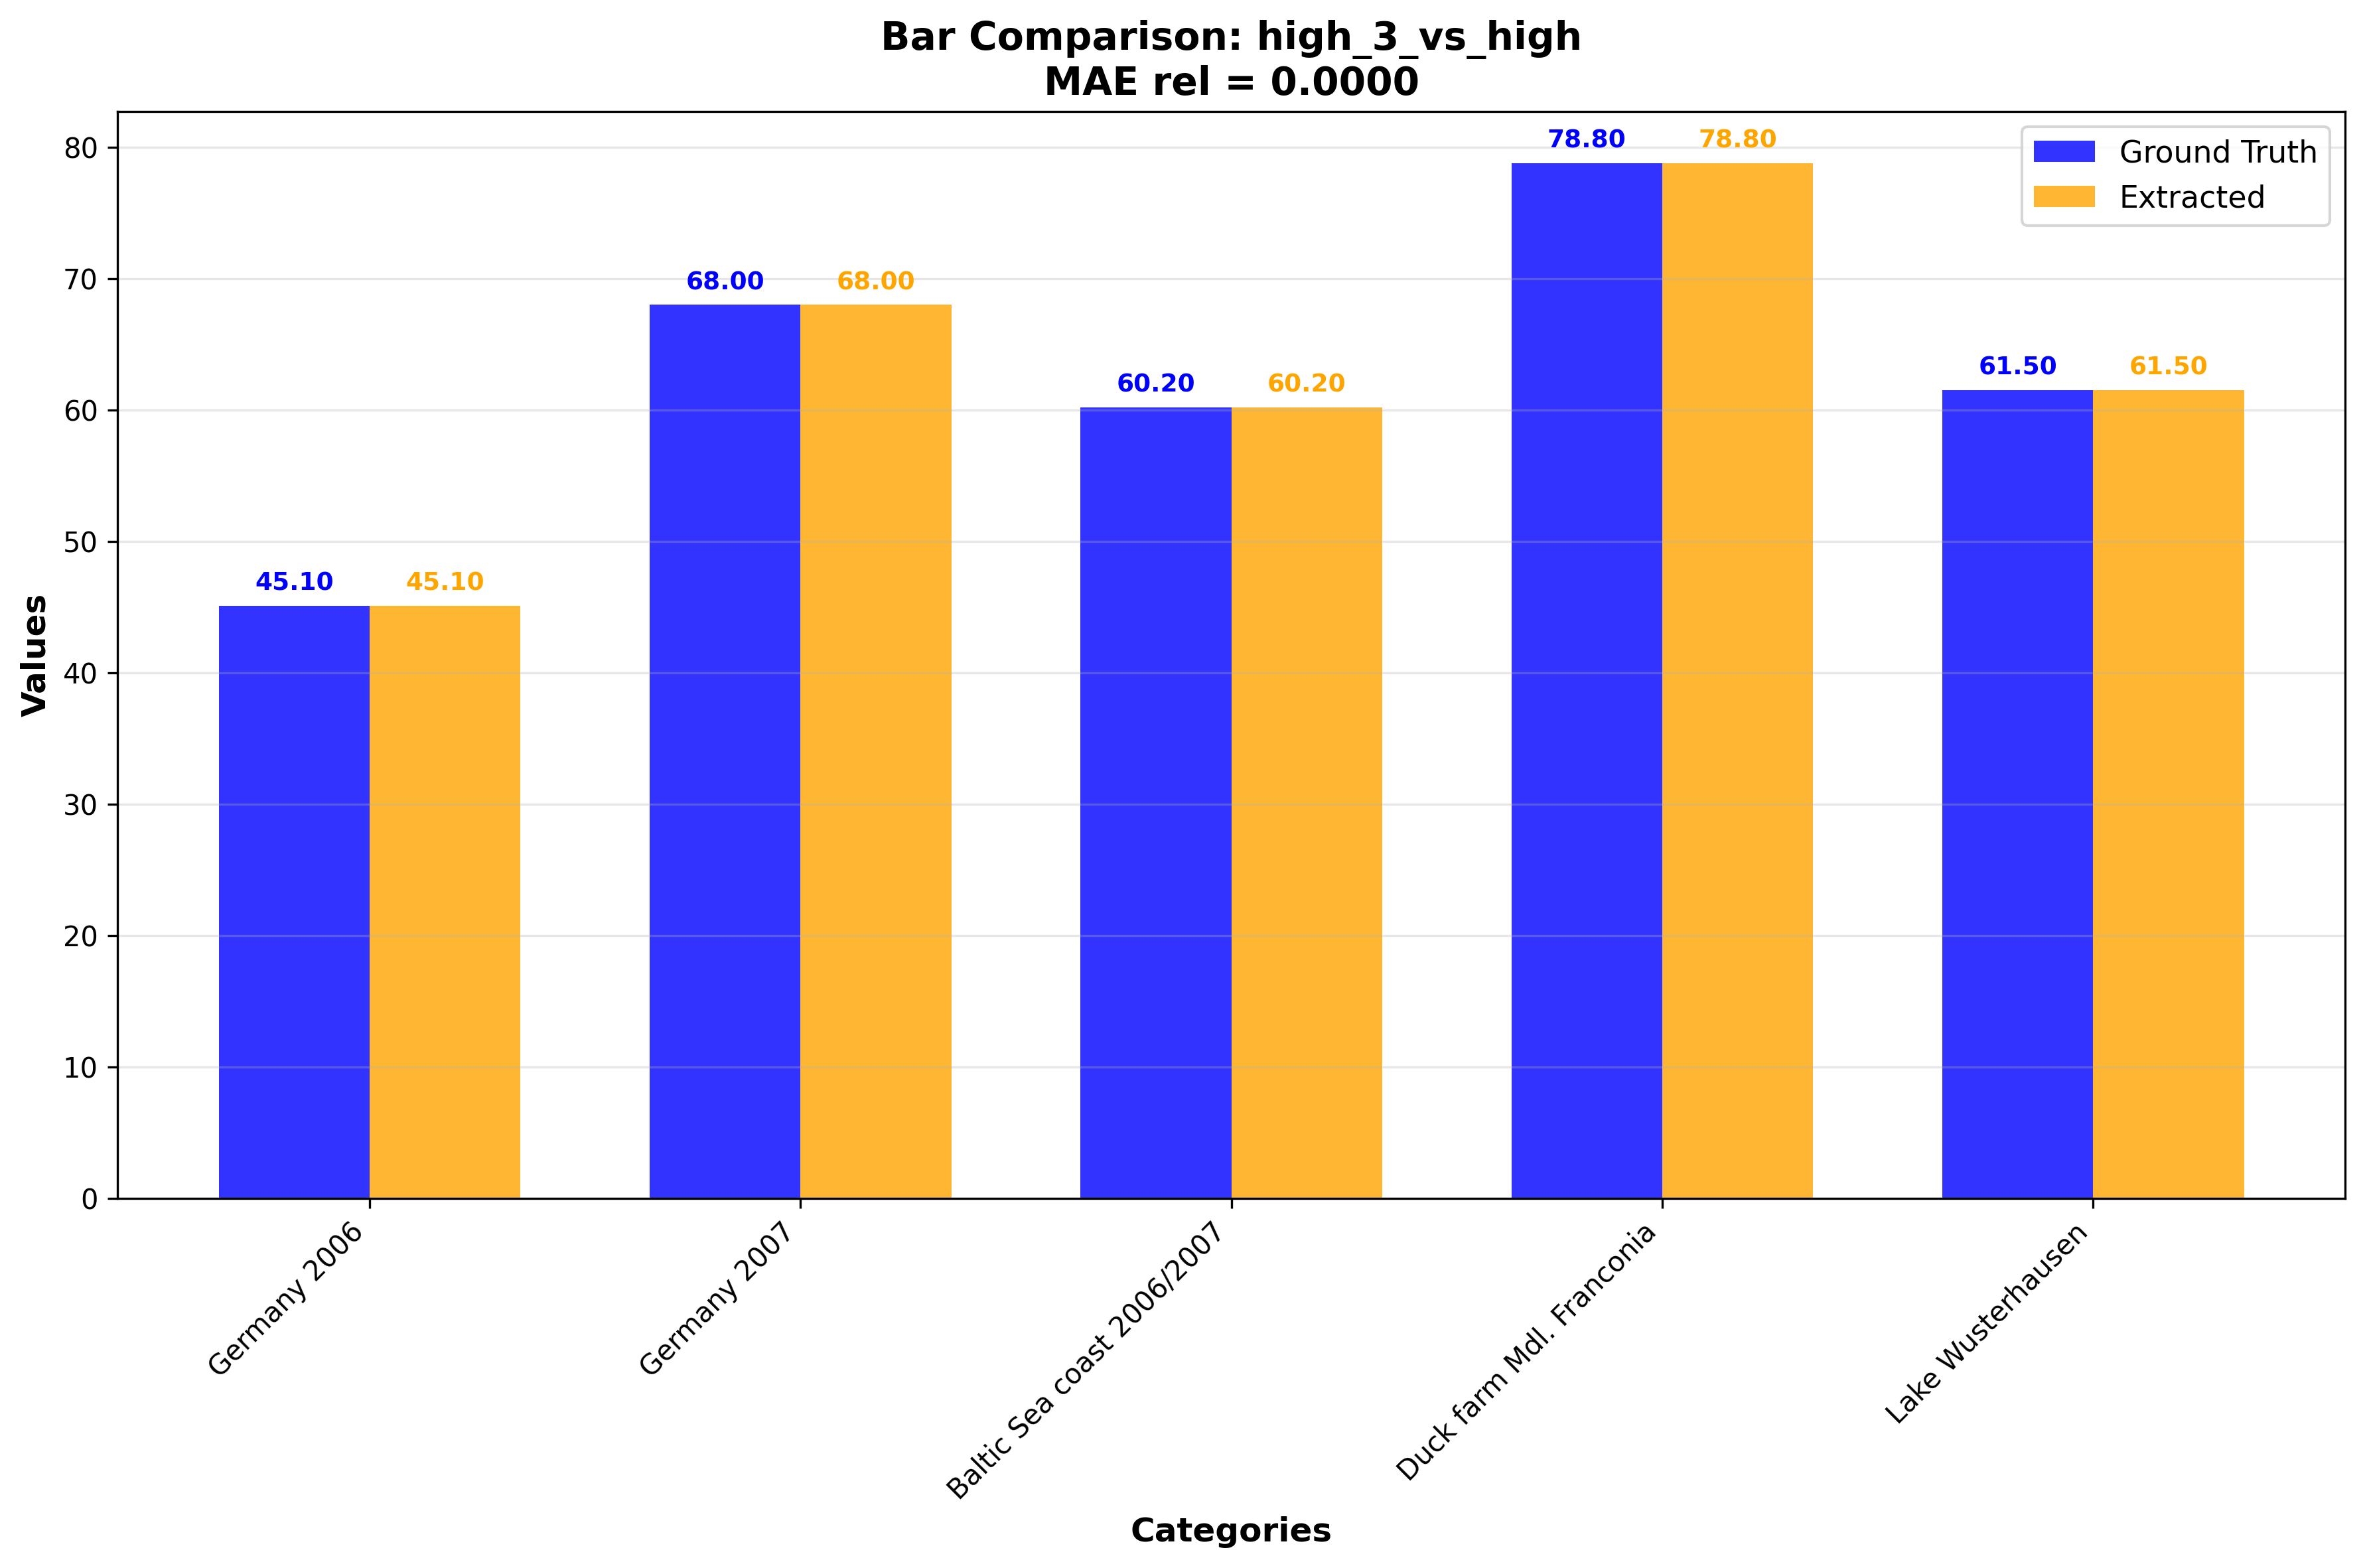 Bar Comparison: high_3_vs_high
MAE rel = 0.0000
Ground Truth
Extracted
Values
80
70
60
50
40
30
20
10
0
45.10 45.10
68.00 68.00
60.20 60.20
78.80 78.80
61.50 61.50
Germany 2006
Germany 2007
Baltic Sea coast 2006/2007
Duck farm Mdl. Franconia
Lake Wusterhausen
Categories